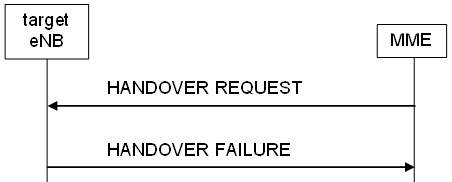 target
eNB
MME
HANDOVER REQUEST
HANDOVER FAILURE